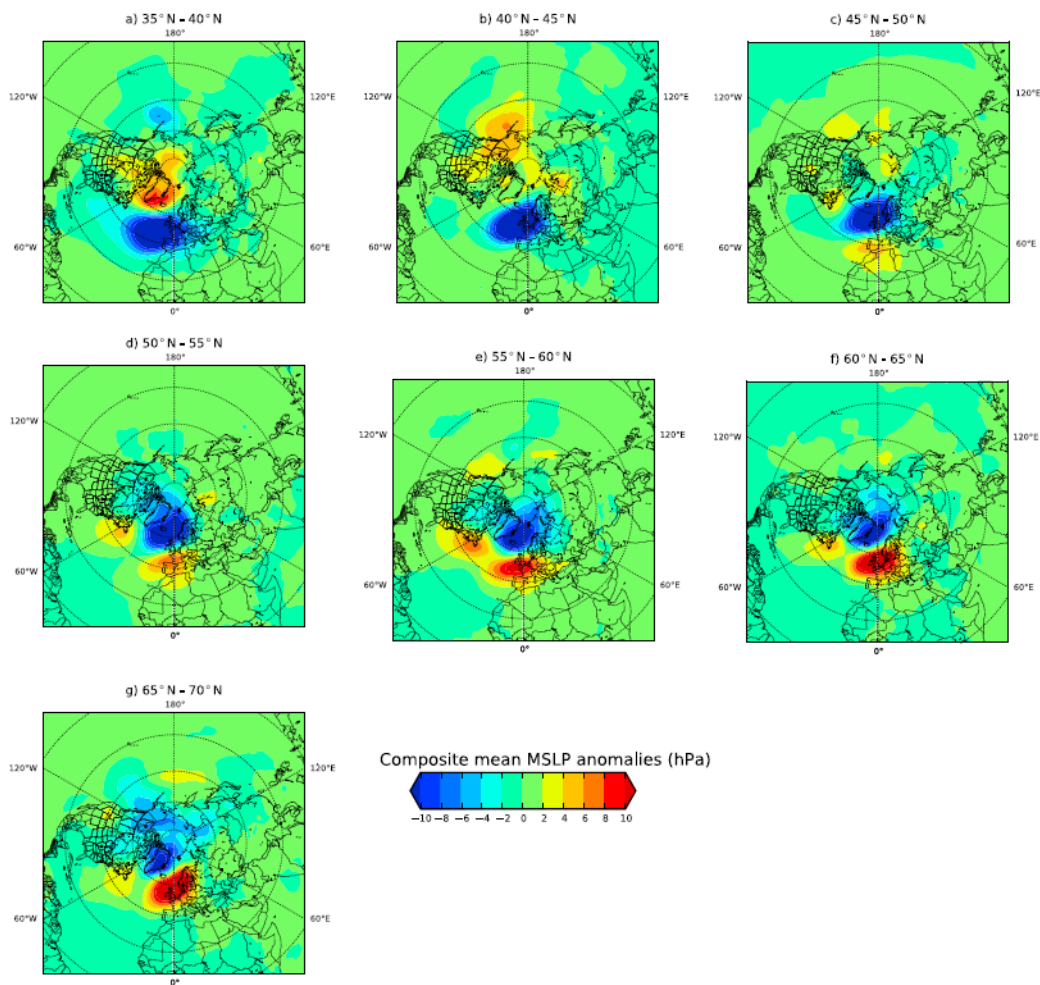 a) 35°N – 40°N
180°
120°W
120°E
60°W
60°E
0°
b) 40°N – 45°N
180°
120°W
120°E
60°W
60°E
0°
c) 45°N – 50°N
180°
120°W
120°E
60°W
60°E
0°
d) 50°N – 55°N
180°
120°W
120°E
60°W
60°E
0°
e) 55°N – 60°N
180°
120°W
120°E
60°W
60°E
0°
f) 60°N – 65°N
180°
120°W
120°E
60°W
60°E
0°
g) 65°N – 70°N
180°
120°W
120°E
60°W
60°E
0°
Composite mean MSLP anomalies (hPa)
−10 −8 −6 −4 −2 0 2 4 6 8 10